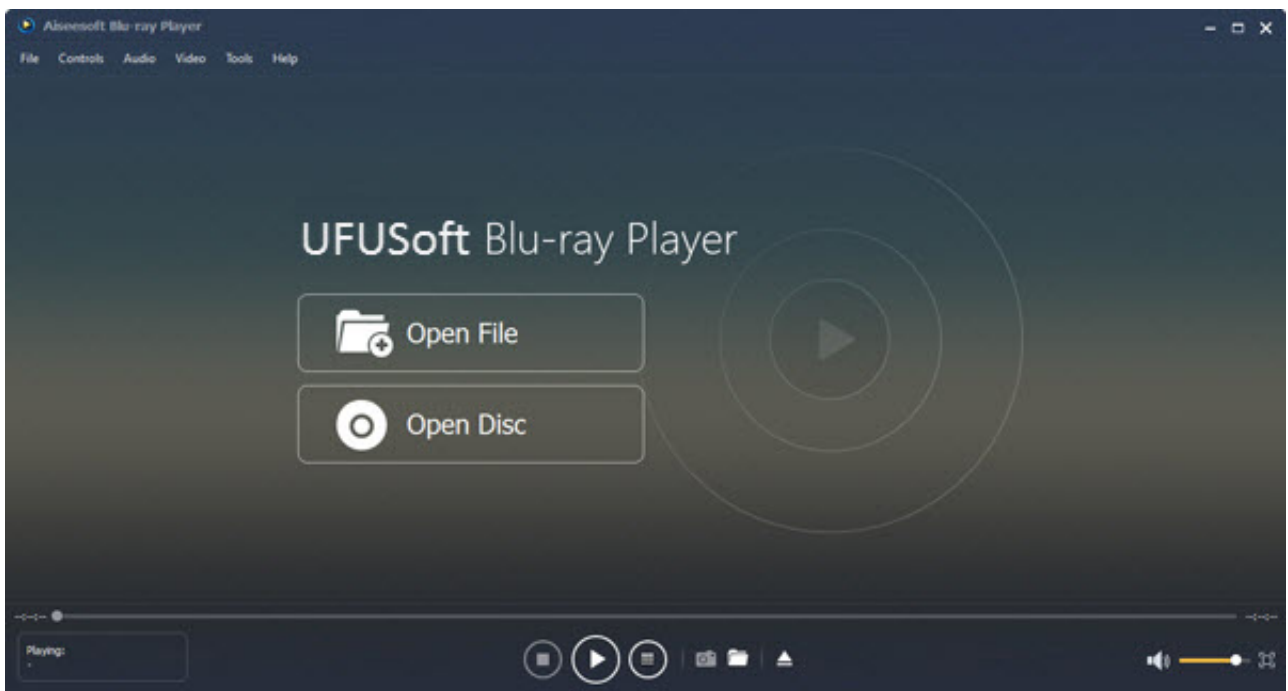 Aiseesoft Blu-ray Player
File Controls Audio Video Tools Help
UFUSoft Blu-ray Player
Open File
Open Disc
--:--:--
--:--:--
Playing:
-